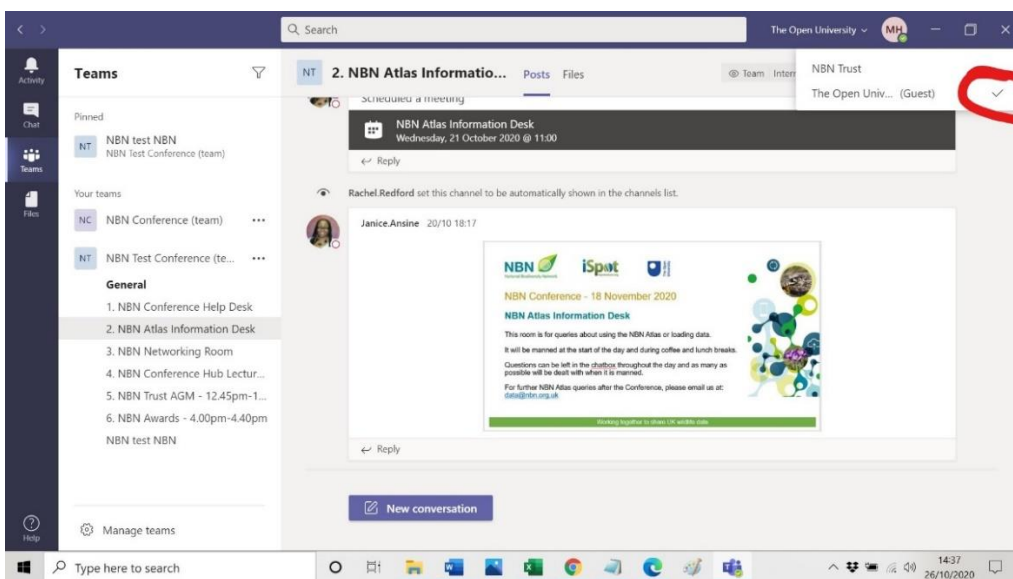 Search
The Open University
MH
Activity
Chat
Teams
Files
Help
Teams
Pinned
NT
NBN test NBN
NBN Test Conference (team)
Your teams
NC NBN Conference (team) ...
NT NBN Test Conference (te... ...
General
1. NBN Conference Help Desk
2. NBN Atlas Information Desk
3. NBN Networking Room
4. NBN Conference Hub Lectur...
5. NBN Trust AGM - 12.45pm-1...
6. NBN Awards - 4.00pm-4.40pm
NBN test NBN
Manage teams
NT 2. NBN Atlas Informatio... Posts Files
Team Intern
NBN Trust
The Open Univ... (Guest)
Scheduled a meeting
NBN Atlas Information Desk
Wednesday, 21 October 2020 @ 11:00
Reply
Rachel.Redford set this channel to be automatically shown in the channels list.
Janice.Ansine 20/10 18:17
NBN iSpot
NBN Conference - 18 November 2020
NBN Atlas Information Desk
This room is for queries about using the NBN Atlas or loading data.
It will be manned at the start of the day and during coffee and lunch breaks.
Questions can be left in the chatbox throughout the day and as many as
possible will be dealt with when it is manned.
For further NBN Atlas queries after the Conference, please email us at:
data@nbn.org.uk
Working together to share UK wildlife data
Reply
New conversation
Type here to search
14:37
26/10/2020